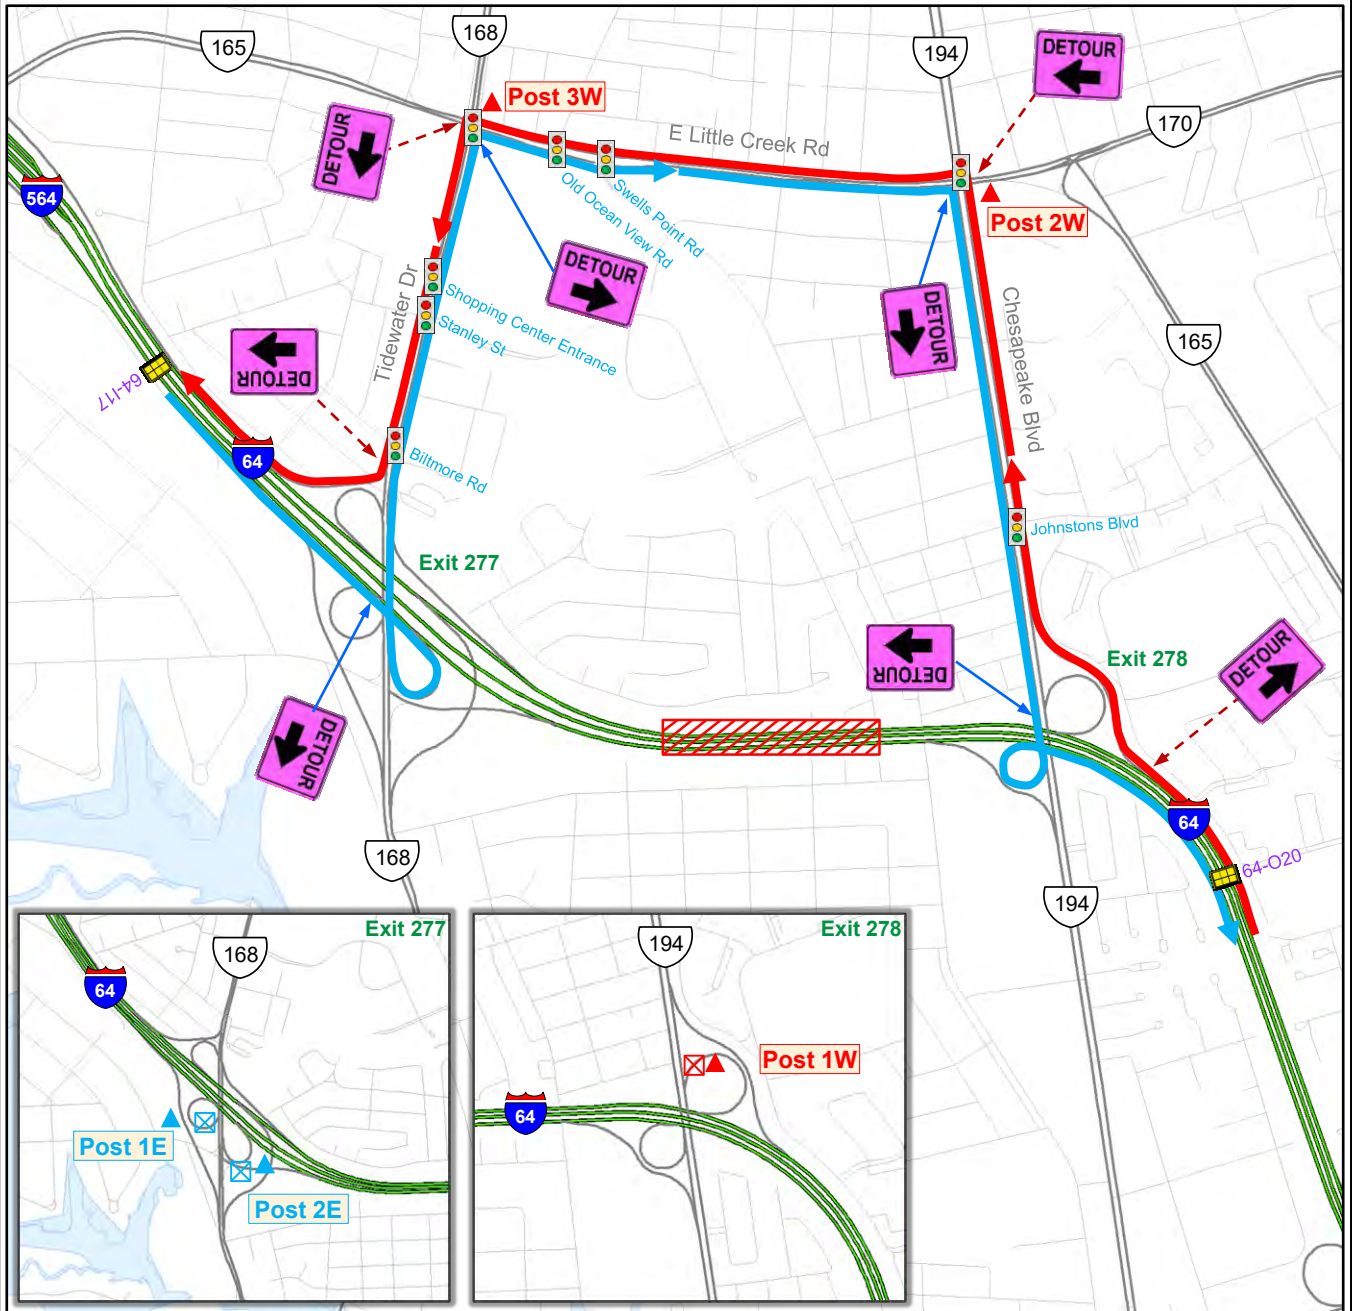 165
168
194
DETOUR
170
Post 3W
E Little Creek Rd
DETOUR
564
Old Ocean View Rd
Swells Point Rd
Post 2W
DETOUR
Tidewater Dr
Shopping Center Entrance
Stanley St
DETOUR
Chesapeake Blvd
165
DETOUR
64-I17
64
Biltmore Rd
Johnstons Blvd
Exit 277
DETOUR
Exit 278
DETOUR
DETOUR
64
168
64-O20
194
Exit 277
168
64
Post 1E
Post 2E
194
Exit 278
Post 1W
64